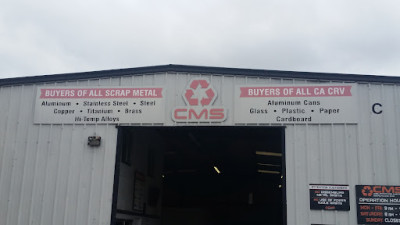 BUYERS OF ALL SCRAP METAL
Aluminum • Stainless Steel • Steel
Copper • Titanium • Brass
Hi-Temp Alloys
CMS
BUYERS OF ALL CA CRV
Aluminum Cans
Glass • Plastic • Paper
Cardboard
C
CMS
OPERATION HOURS